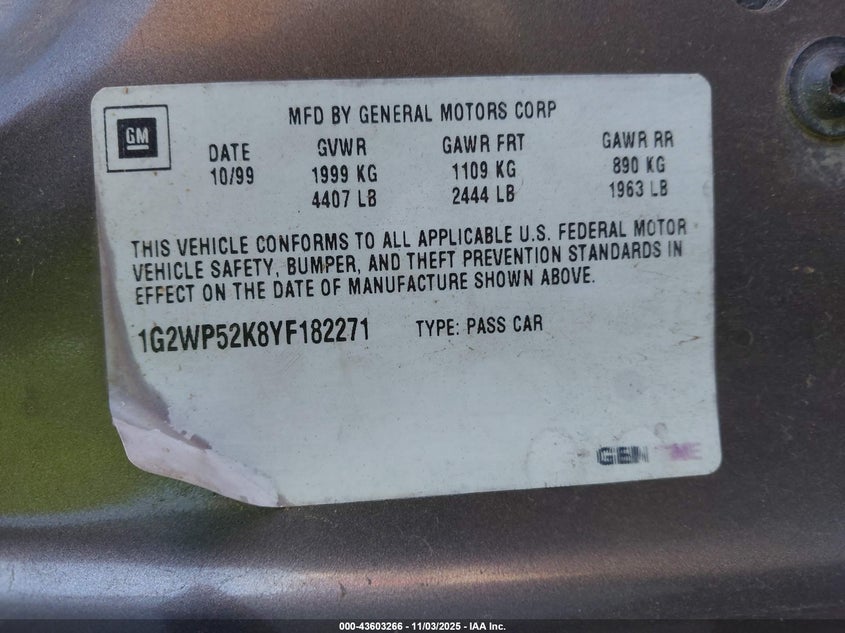 GM
MFD BY GENERAL MOTORS CORP
DATE GVWR GAWR FRT GAWR RR
10/99 1999 KG 1109 KG 890 KG
4407 LB 2444 LB 1963 LB
THIS VEHICLE CONFORMS TO ALL APPLICABLE U.S. FEDERAL MOTOR
VEHICLE SAFETY, BUMPER, AND THEFT PREVENTION STANDARDS IN
EFFECT ON THE DATE OF MANUFACTURE SHOWN ABOVE.
1G2WP52K8YF182271 TYPE: PASS CAR
000-43603266 - 11/03/2025 - IAA Inc.